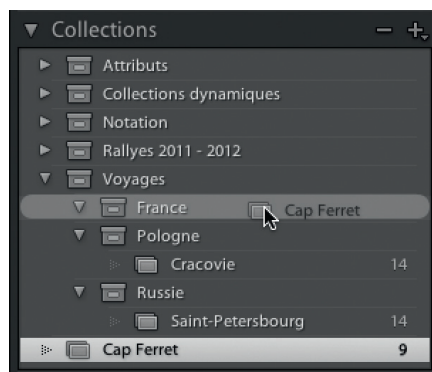 Collections
Attributs
Collections dynamiques
Notation
Rallyes 2011 - 2012
Voyages
France Cap Ferret
Pologne
Cracovie 14
Russie
Saint-Petersbourg 14
Cap Ferret 9